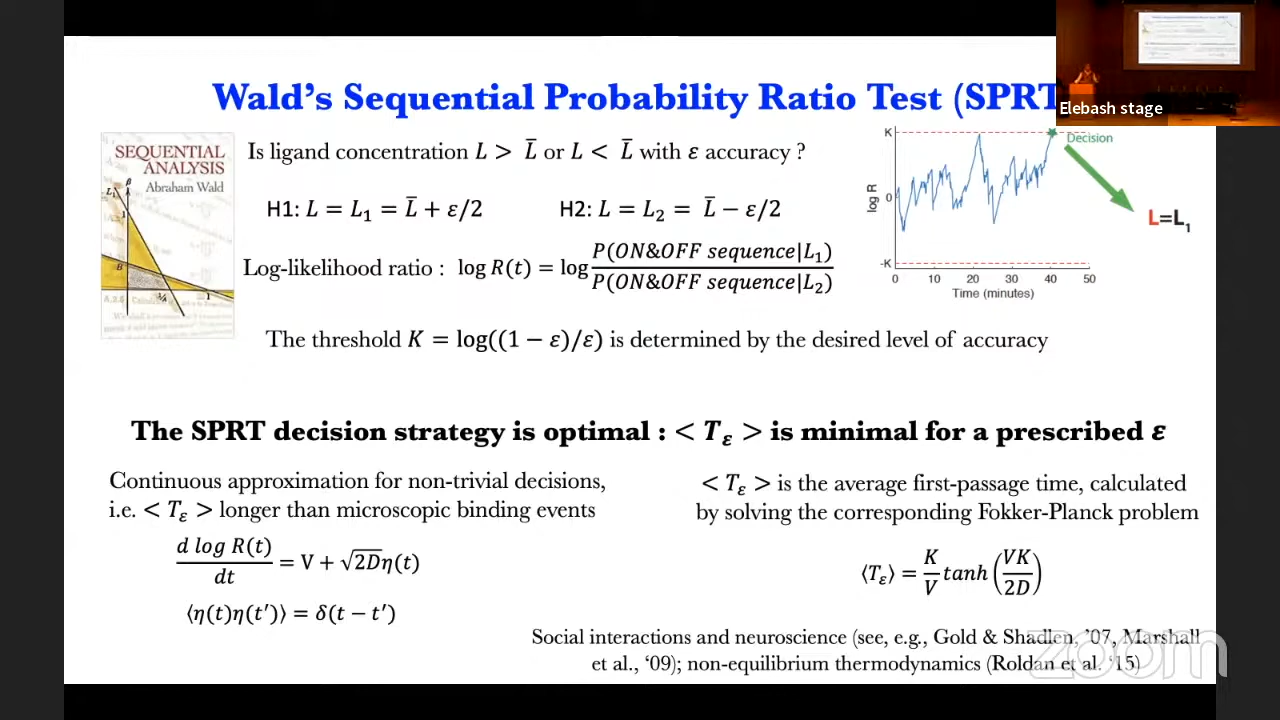 Wald's Sequential Probability Ratio Test (SPRT
Elebash stage
SEQUENTIAL
ANALYSIS
Abraham Wald
Is ligand concentration L > L̄ or L < L̄ with ε accuracy ?
H1: L = L₁ = L̄ + ε/2
H2: L = L₂ = L̄ − ε/2
Log-likelihood ratio : log R(t) = log P(ON&OFF sequence|L₁) / P(ON&OFF sequence|L₂)
K
0
-K
log R
Decision
L=L₁
0 10 20 30 40 50
Time (minutes)
The threshold K = log((1 − ε)/ε) is determined by the desired level of accuracy
The SPRT decision strategy is optimal : < T_ε > is minimal for a prescribed ε
Continuous approximation for non-trivial decisions,
i.e. < T_ε > longer than microscopic binding events
d log R(t) / dt = V + √2D η(t)
⟨η(t)η(t′)⟩ = δ(t − t′)
< T_ε > is the average first-passage time, calculated
by solving the corresponding Fokker-Planck problem
⟨T_ε⟩ = K/V tanh (VK/2D)
Social interactions and neuroscience (see, e.g., Gold & Shadlen, '07, Marshall
et al., '09); non-equilibrium thermodynamics (Roldan et al. '15)
zoom